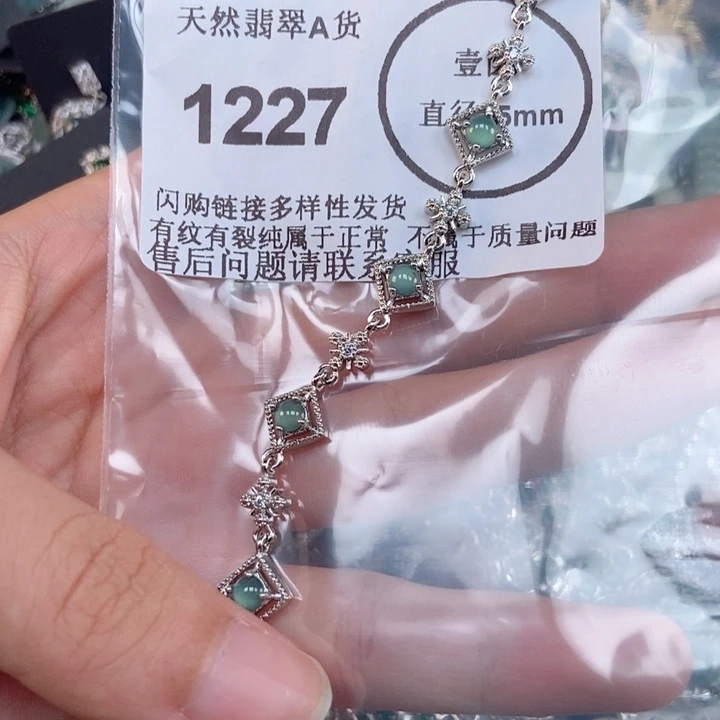 天然翡翠A货
1227
壹
直径 5mm
闪购链接多样性发货
有纹有裂纯属于正常 不属于质量问题
售后问题请联系 服